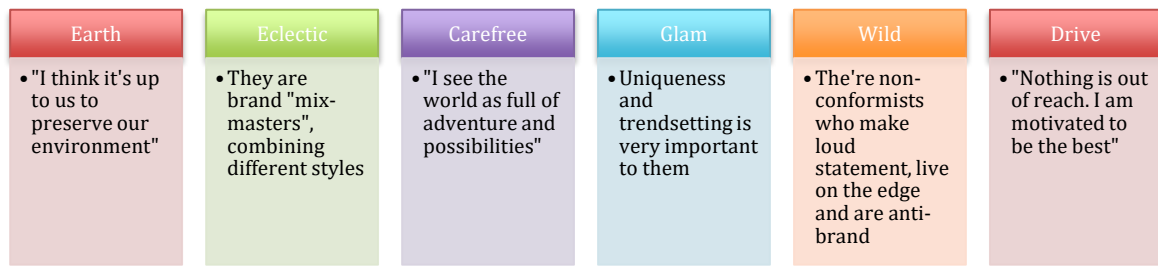 Earth
• "I think it's up
to us to
preserve our
environment"
Eclectic
• They are
brand "mix-
masters",
combining
different styles
Carefree
• "I see the
world as full of
adventure and
possibilities"
Glam
• Uniqueness
and
trendsetting is
very important
to them
Wild
• The're non-
conformists
who make
loud
statement, live
on the edge
and are anti-
brand
Drive
• "Nothing is out
of reach. I am
motivated to
be the best"